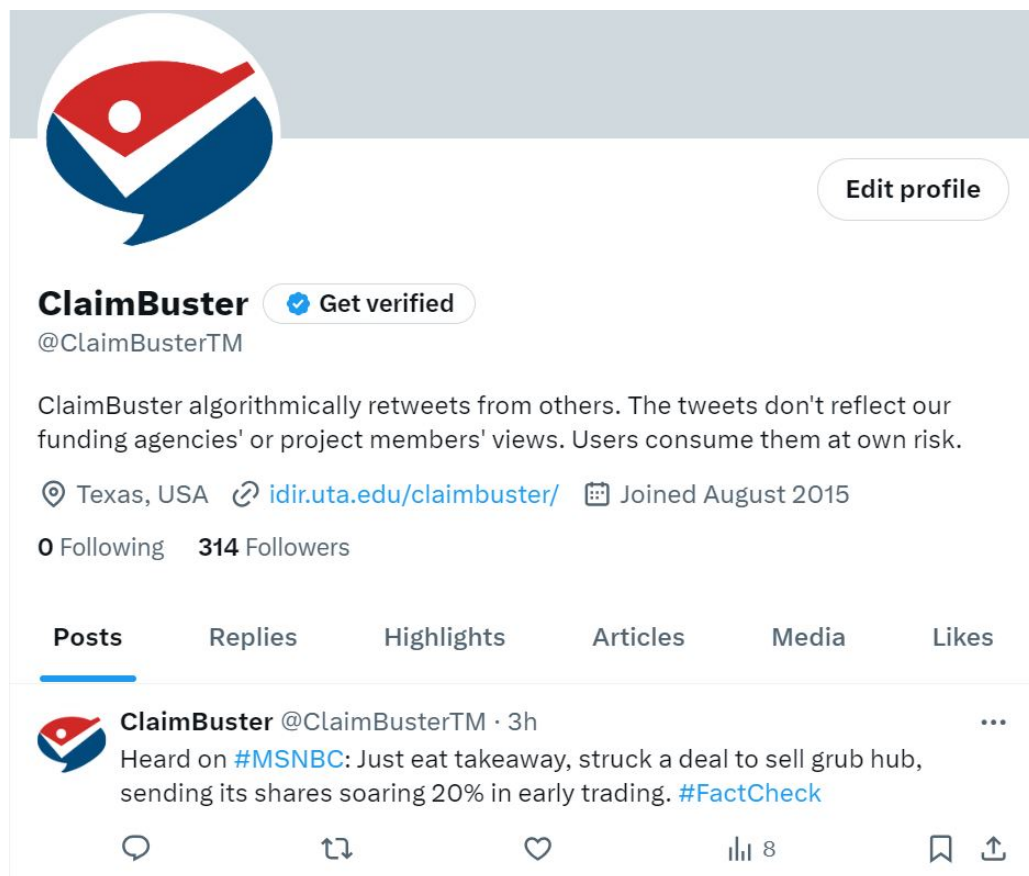 Edit profile
ClaimBuster Get verified
@ClaimBusterTM
ClaimBuster algorithmically retweets from others. The tweets don't reflect our
funding agencies' or project members' views. Users consume them at own risk.
Texas, USA idir.uta.edu/claimbuster/ Joined August 2015
0 Following 314 Followers
Posts Replies Highlights Articles Media Likes
ClaimBuster @ClaimBusterTM · 3h
Heard on #MSNBC: Just eat takeaway, struck a deal to sell grub hub,
sending its shares soaring 20% in early trading. #FactCheck
8